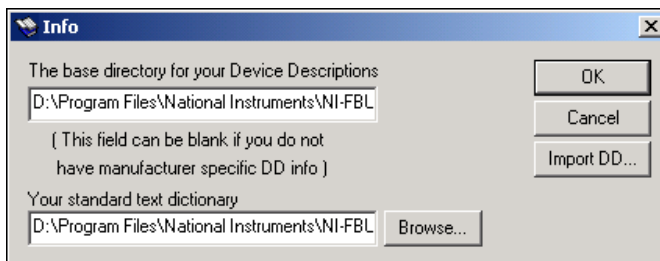 Info
The base directory for your Device Descriptions
D:\Program Files\National Instruments\NI-FBL
( This field can be blank if you do not
have manufacturer specific DD info )
Your standard text dictionary
D:\Program Files\National Instruments\NI-FBL
Browse...
OK
Cancel
Import DD...